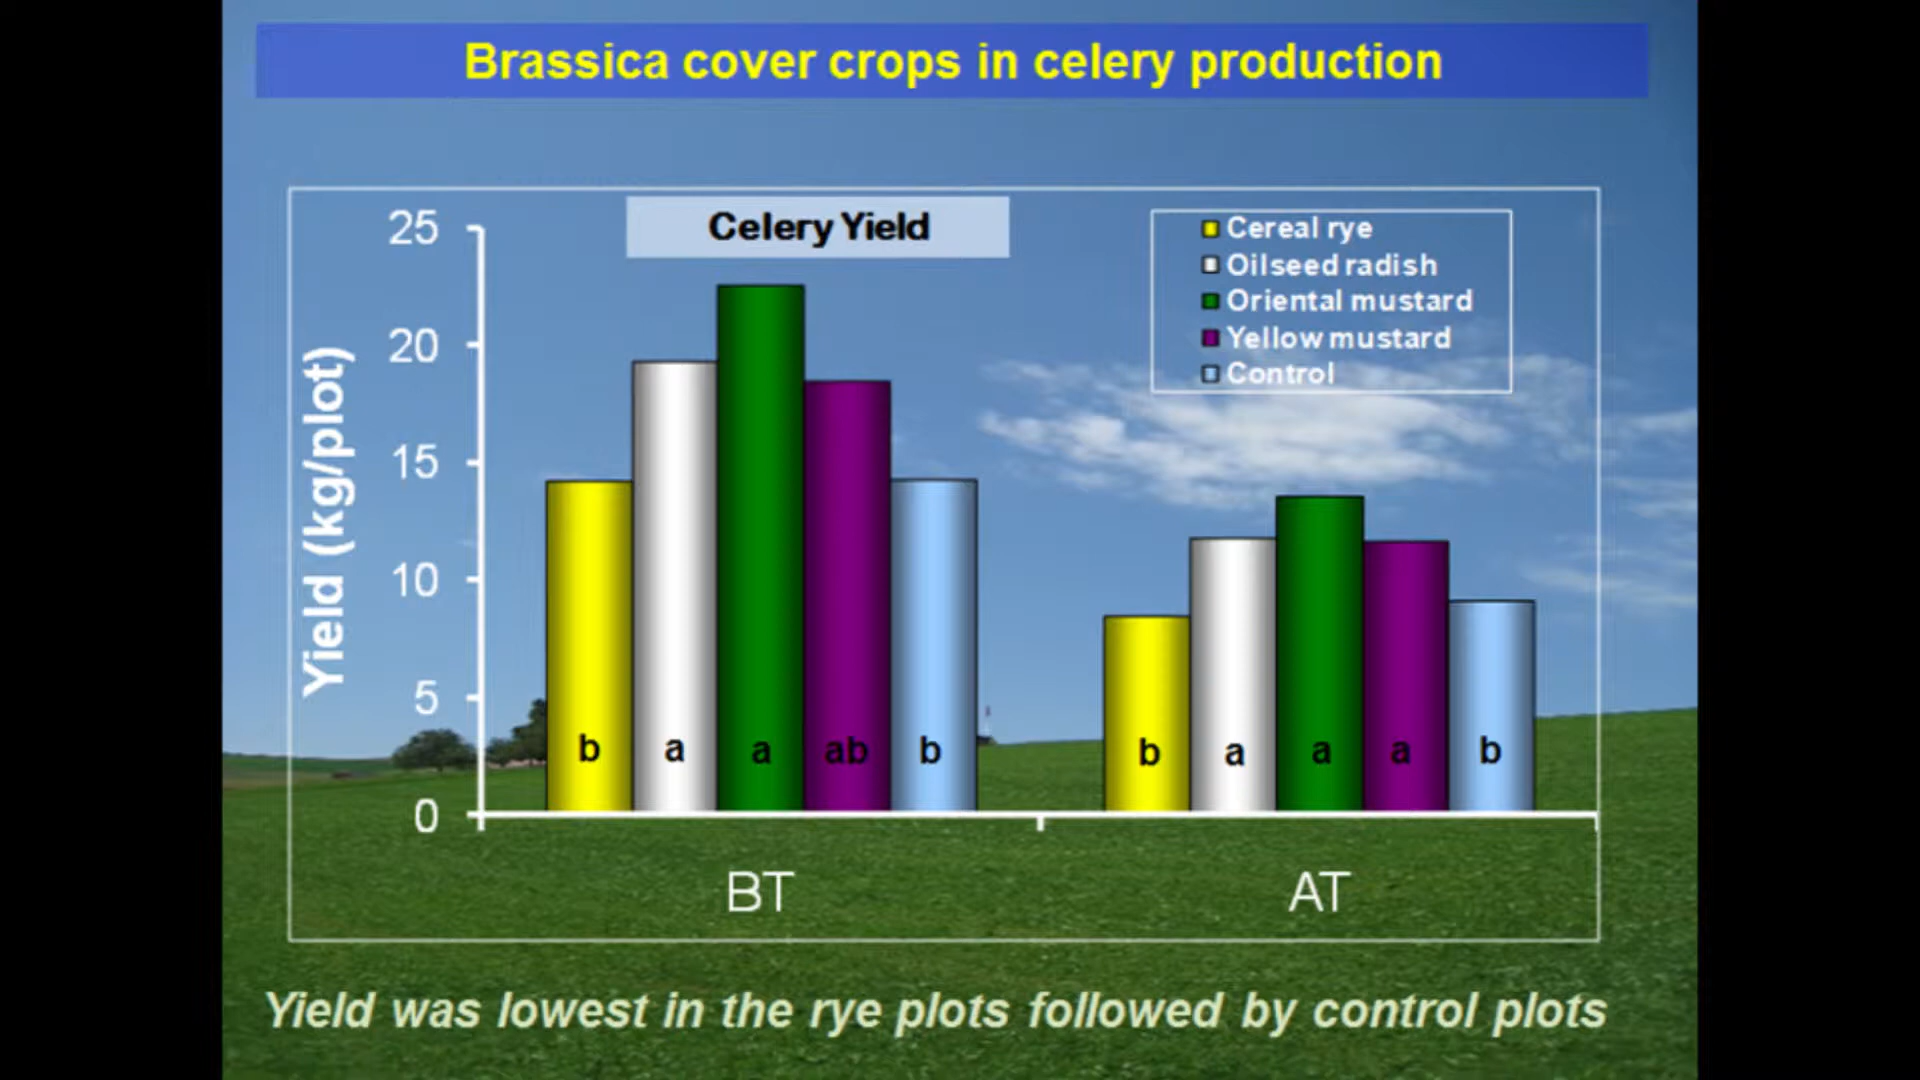 Brassica cover crops in celery production
Celery Yield
Cereal rye
Oilseed radish
Oriental mustard
Yellow mustard
Control
Yield (kg/plot)
25
20
15
10
5
0
b a a ab b
b a a a b
BT
AT
Yield was lowest in the rye plots followed by control plots